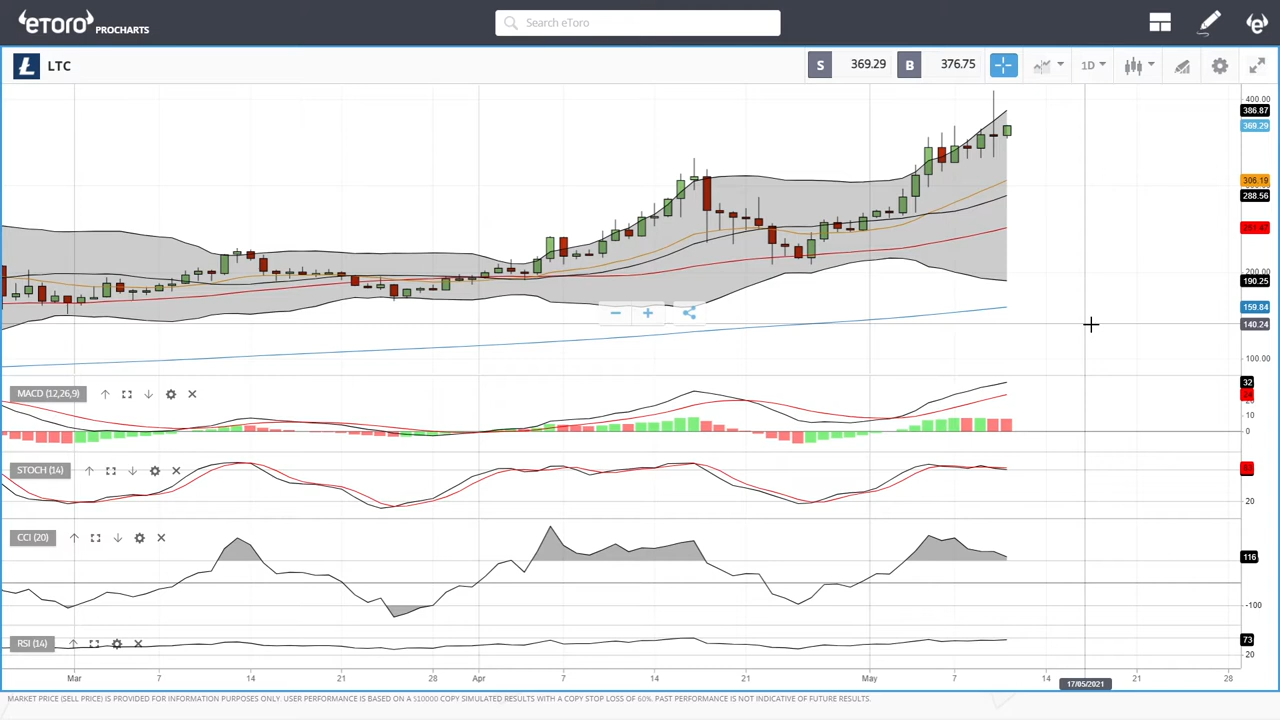 eToro PROCHARTS
Search eToro
LTC
S 369.29 B 376.75
1D
400.00
386.87
369.29
306.19
288.56
200.00
190.25
159.84
140.24
100.00
MACD (12,26,9)
32
24
10
0
STOCH (14)
20
CCI (20)
116
-100
RSI (14)
73
20
Mar 7 14 21 28 Apr 7 14 21 May 7 14 21 28
17/05/2021
MARKET PRICE (SELL PRICE) IS PROVIDED FOR INFORMATION PURPOSES ONLY. USER PERFORMANCE IS BASED ON A $10000 COPY SIMULATED RESULTS WITH A COPY STOP LOSS OF 60%. PAST PERFORMANCE IS NOT INDICATIVE OF FUTURE RESULTS.